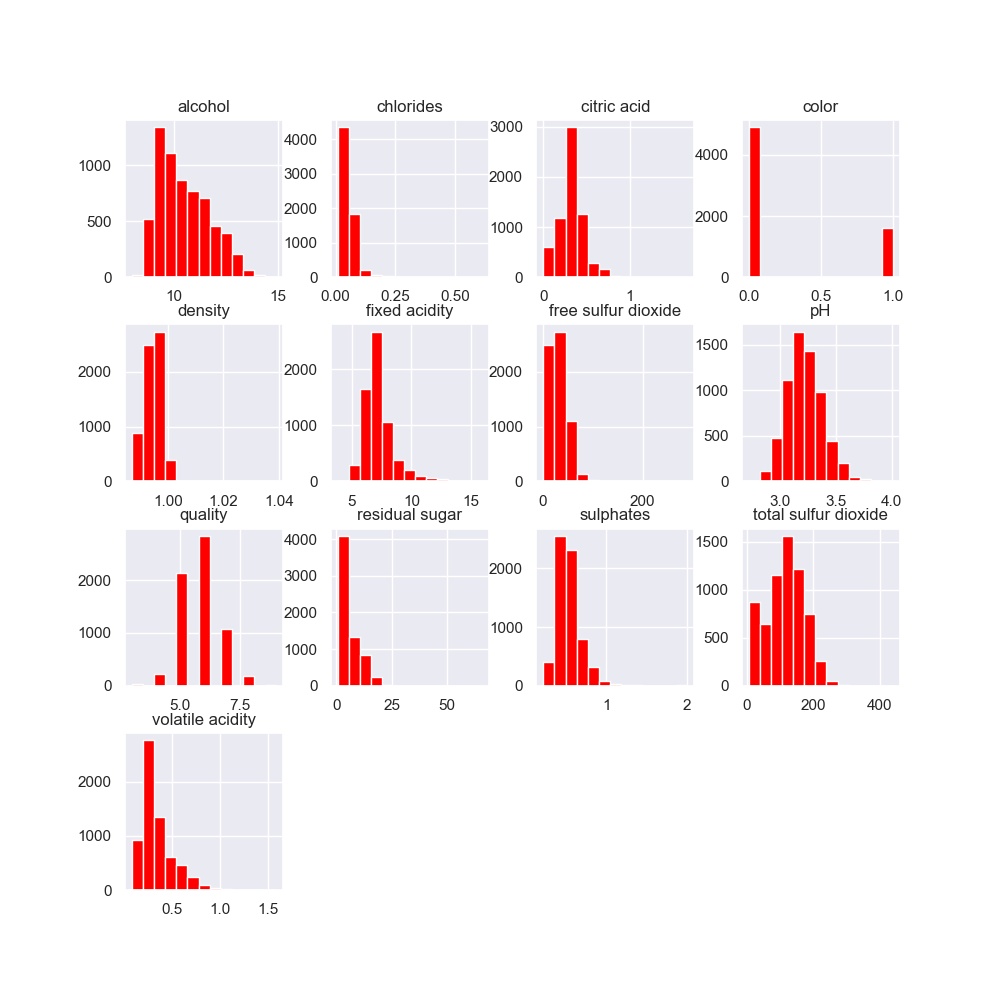 alcohol chlorides citric acid color
1000 500 0 4000 3000 2000 1000 0 3000 2000 1000 0 4000 2000 0
10 15 0.00 0.25 0.50 0 1 0.0 0.5 1.0
density fixed acidity free sulfur dioxide pH
2000 1000 0 2000 1000 0 2000 1000 0 1500 1000 500 0
1.00 1.02 1.04 5 10 15 0 200 3.0 3.5 4.0
quality residual sugar sulphates total sulfur dioxide
2000 1000 0 4000 3000 2000 1000 0 2000 1000 0 1500 1000 500 0
5.0 7.5 0 25 50 1 2 0 200 400
volatile acidity
2000 1000 0
0.5 1.0 1.5